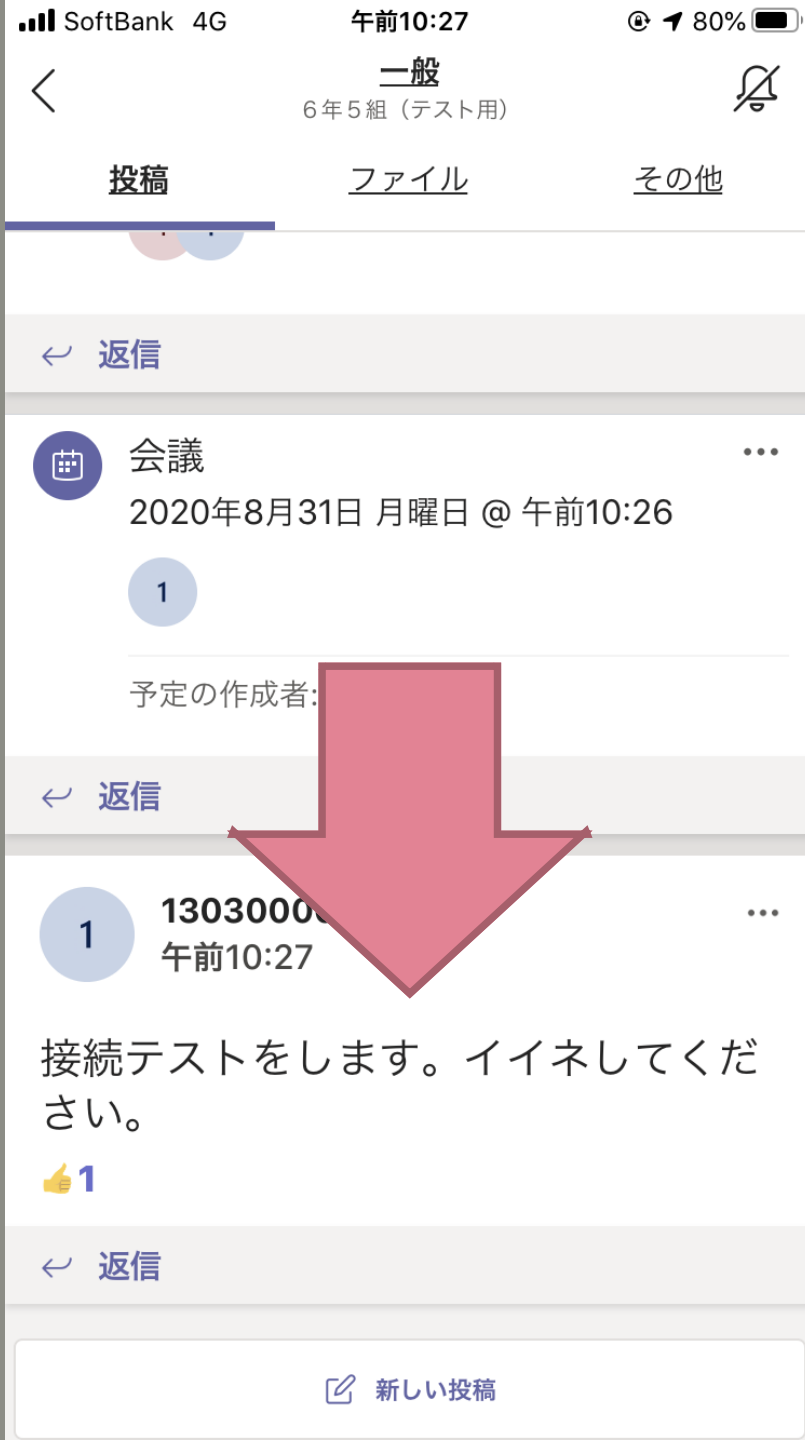 SoftBank 4G 午前10:27 80%
一般
6年5組（テスト用）
投稿 ファイル その他
返信
会議
2020年8月31日 月曜日 @ 午前10:26
1
予定の作成者:
返信
1 
午前10:27
接続テストをします。イイネしてくだ
さい。
1
返信
新しい投稿